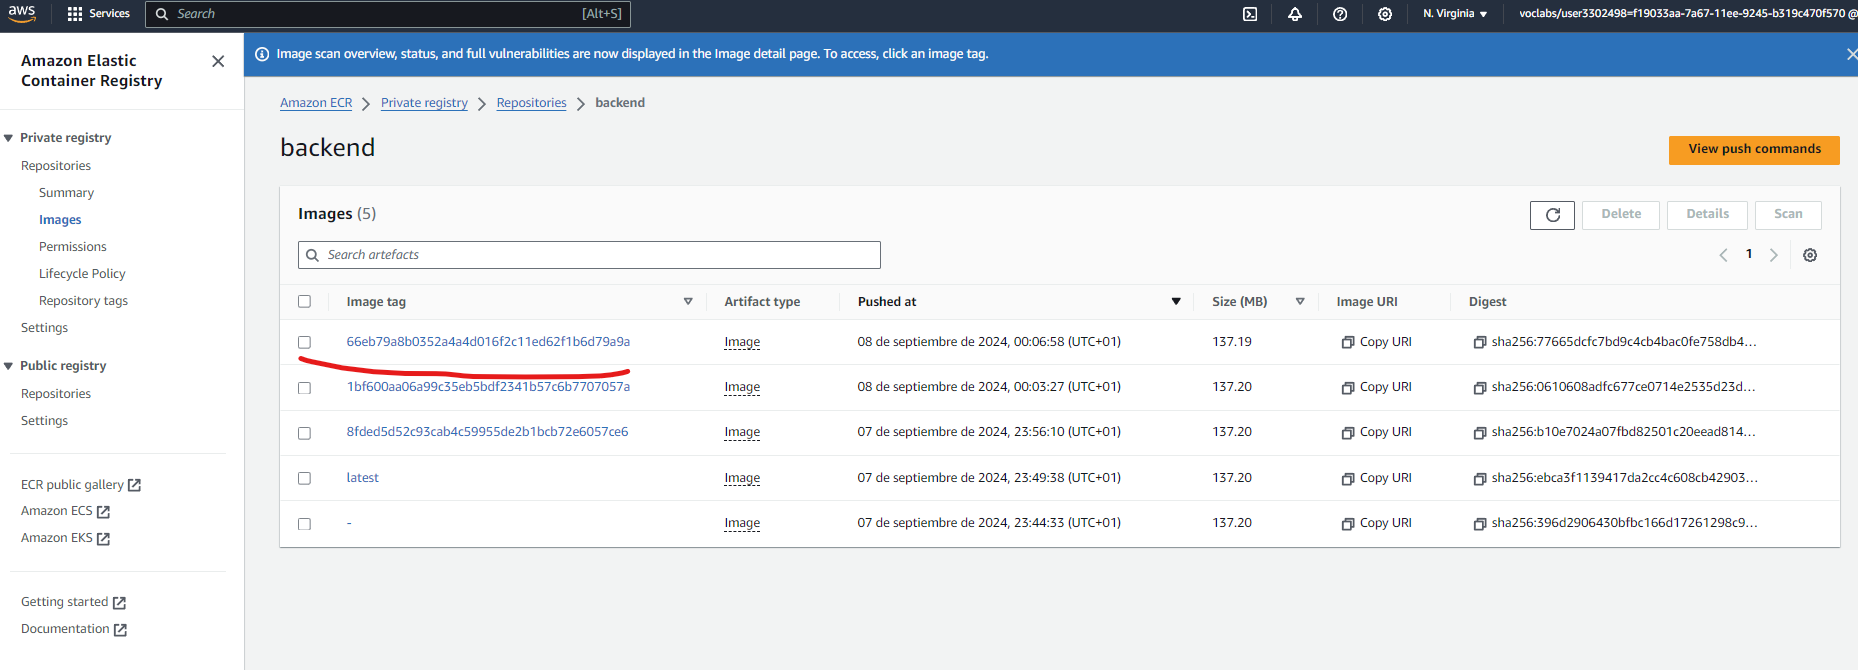 aws Services Search [Alt+S] N. Virginia voclabs/user3302498=f19033aa-7a67-11ee-9245-b319c470f570 @
Amazon Elastic
Container Registry
Image scan overview, status, and full vulnerabilities are now displayed in the Image detail page. To access, click an image tag.
Private registry
Repositories
Summary
Images
Permissions
Lifecycle Policy
Repository tags
Settings
Public registry
Repositories
Settings
ECR public gallery
Amazon ECS
Amazon EKS
Getting started
Documentation
Amazon ECR Private registry Repositories backend
backend
View push commands
Images (5)
Delete Details Scan
Search artefacts
1
Image tag Artifact type Pushed at Size (MB) Image URI Digest
66eb79a8b0352a4a4d016f2c11ed62f1b6d79a9a Image 08 de septiembre de 2024, 00:06:58 (UTC+01) 137.19 Copy URI sha256:77665dcfc7bd9c4cb4bac0fe758db4...
1bf600aa06a99c35eb5bdf2341b57c6b7707057a Image 08 de septiembre de 2024, 00:03:27 (UTC+01) 137.20 Copy URI sha256:0610608adfc677ce0714e2535d23d...
8fded5d52c93cab4c59955de2b1bcb72e6057ce6 Image 07 de septiembre de 2024, 23:56:10 (UTC+01) 137.20 Copy URI sha256:b10e7024a07fbd82501c20eead814...
latest Image 07 de septiembre de 2024, 23:49:38 (UTC+01) 137.20 Copy URI sha256:ebca3f1139417da2cc4c608cb42903...
- Image 07 de septiembre de 2024, 23:44:33 (UTC+01) 137.20 Copy URI sha256:396d2906430bfbc166d17261298c9...